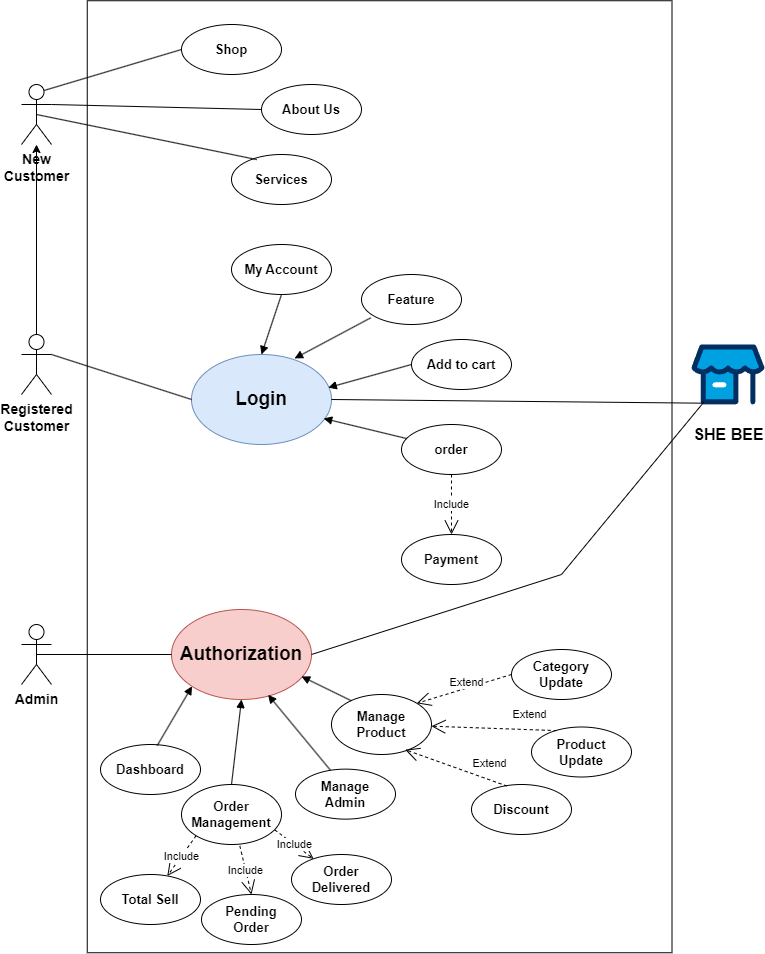 Shop
About Us
New
Customer
Services
My Account
Feature
Add to cart
Login
Registered
Customer
SHE BEE
order
Include
Payment
Admin
Authorization
Category
Update
Extend
Manage
Product
Extend
Product
Update
Extend
Dashboard
Manage
Admin
Discount
Order
Management
Include
Include
Include
Order
Delivered
Total Sell
Pending
Order